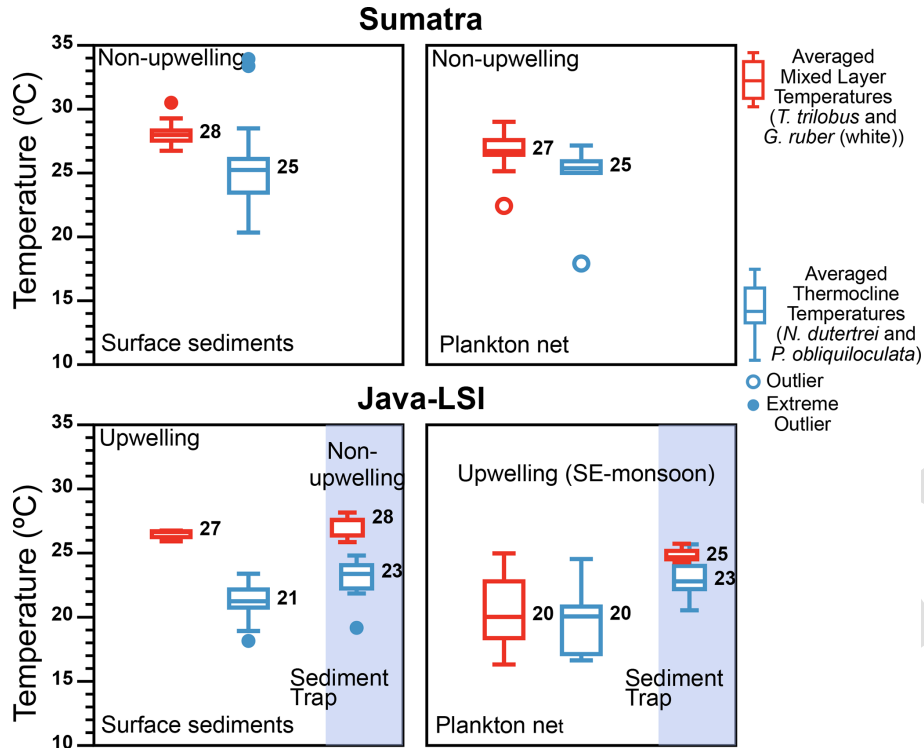 Sumatra
Temperature (ºC)
35
30
25
20
15
10
Non-upwelling
28
25
Surface sediments
Non-upwelling
27
25
Plankton net
Averaged
Mixed Layer
Temperatures
(T. trilobus and
G. ruber (white))
Averaged
Thermocline
Temperatures
(N. dutertrei and
P. obliquiloculata)
Outlier
Extreme
Outlier
Java-LSI
Temperature (ºC)
35
30
25
20
15
10
Upwelling
27
21
Non-
upwelling
28
23
Sediment
Trap
Surface sediments
Upwelling (SE-monsoon)
20
20
25
23
Sediment
Trap
Plankton net